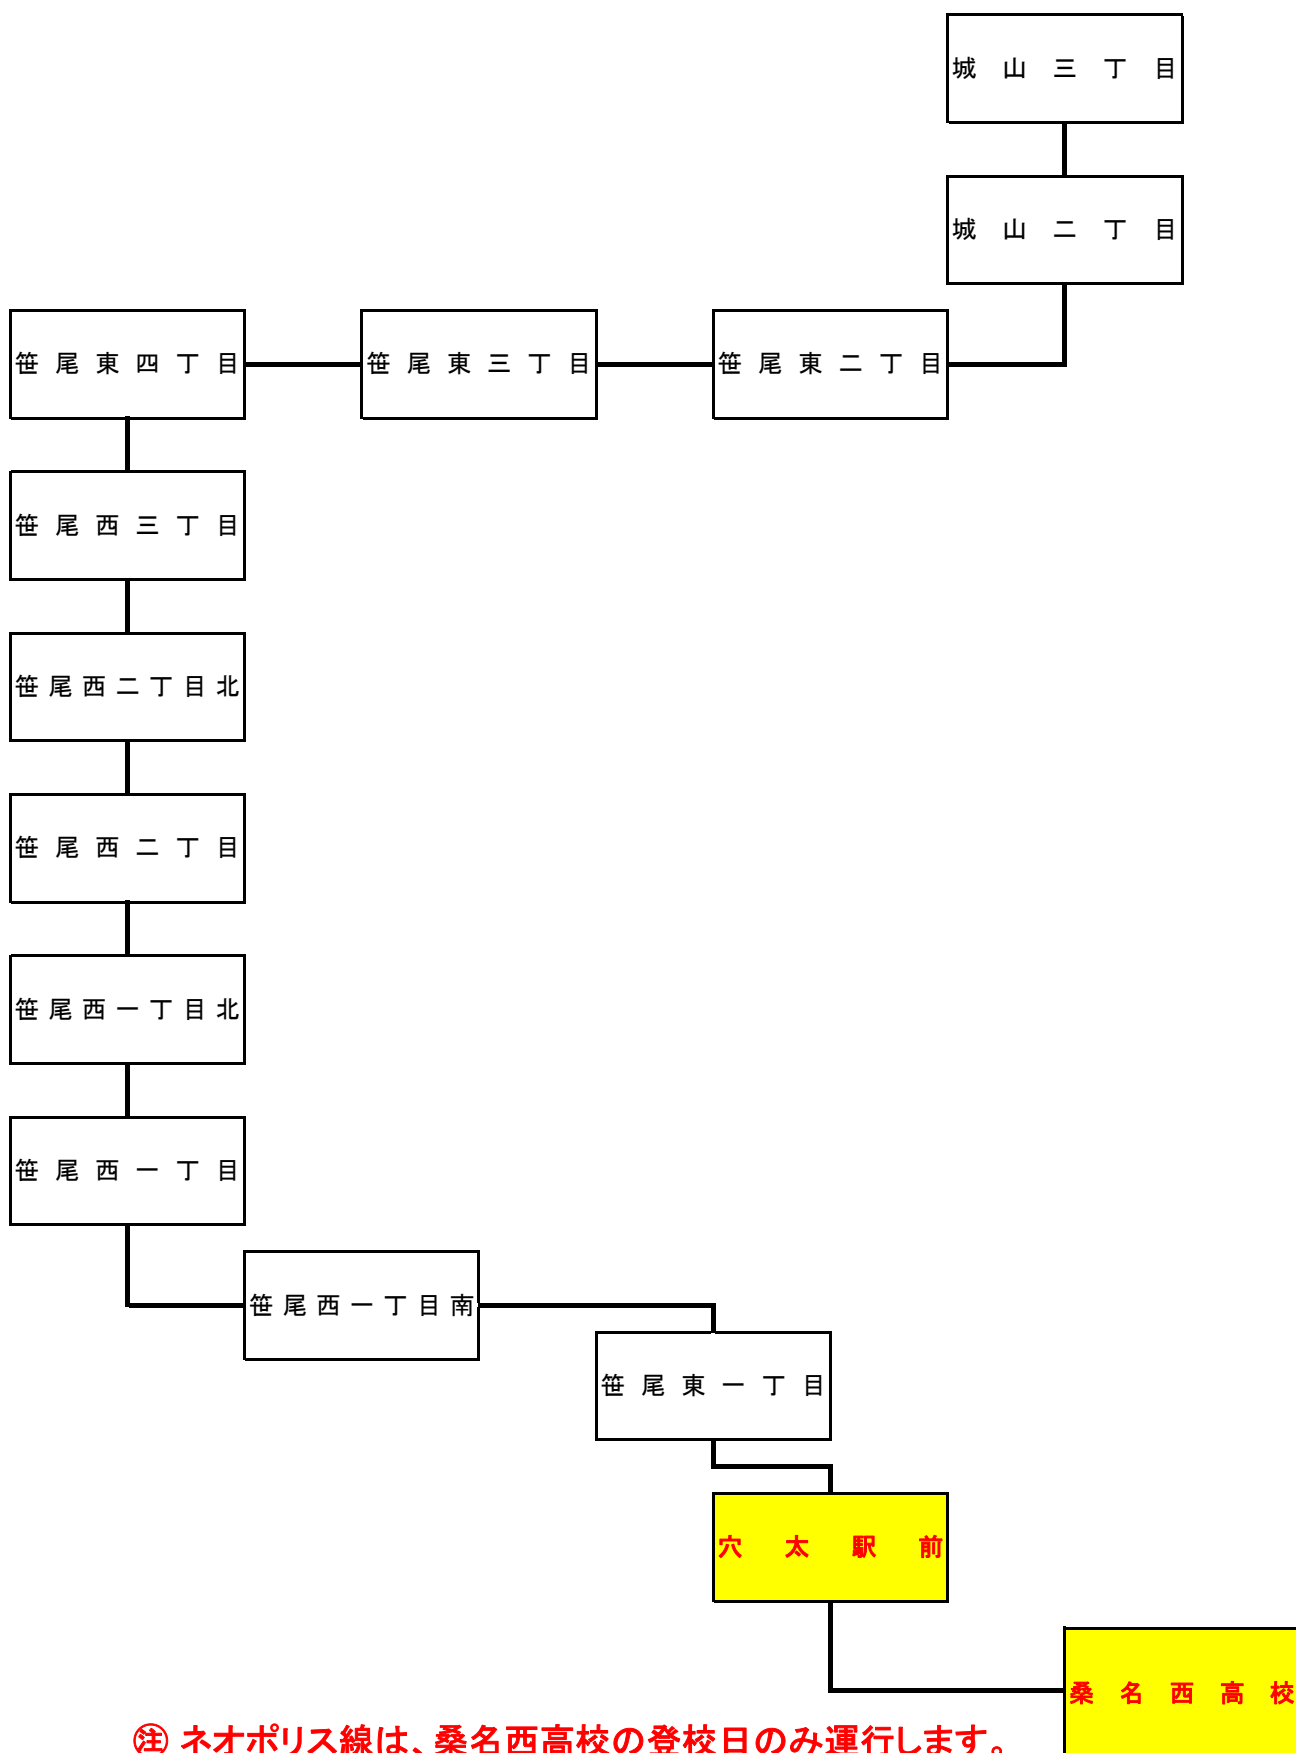 城山三丁目
城山二丁目
笹尾東四丁目
笹尾東三丁目
笹尾東二丁目
笹尾西三丁目
笹尾西二丁目北
笹尾西二丁目
笹尾西一丁目北
笹尾西一丁目
笹尾西一丁目南
笹尾東一丁目
穴太駅前
桑名西高校
㊟ ネオポリス線は、桑名西高校の登校日のみ運行します。